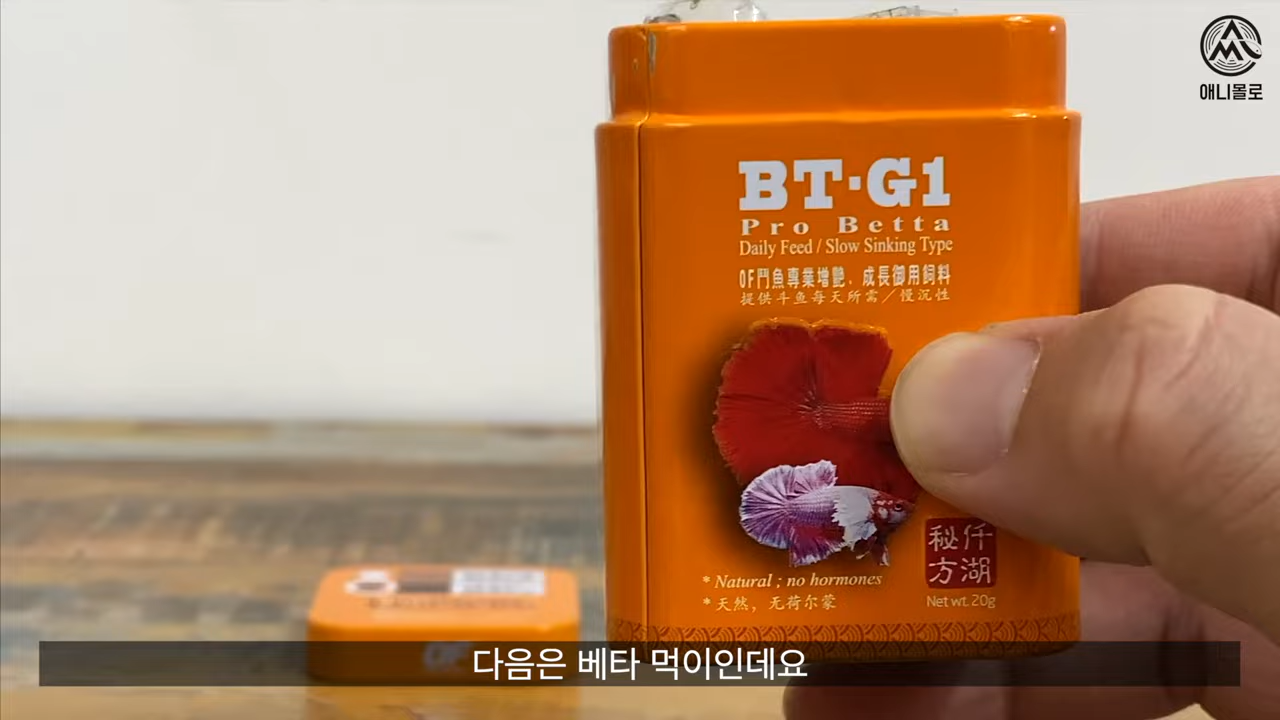 애니몰로
BT·G1
Pro Betta
Daily Feed / Slow Sinking Type
OF鬥魚專業增艷．成長御用飼料
提供斗鱼每天所需／慢沉性
秘仟
方湖
* Natural ; no hormones
* 天然，无荷尔蒙
Net wt. 20g
OF
다음은 베타 먹이인데요